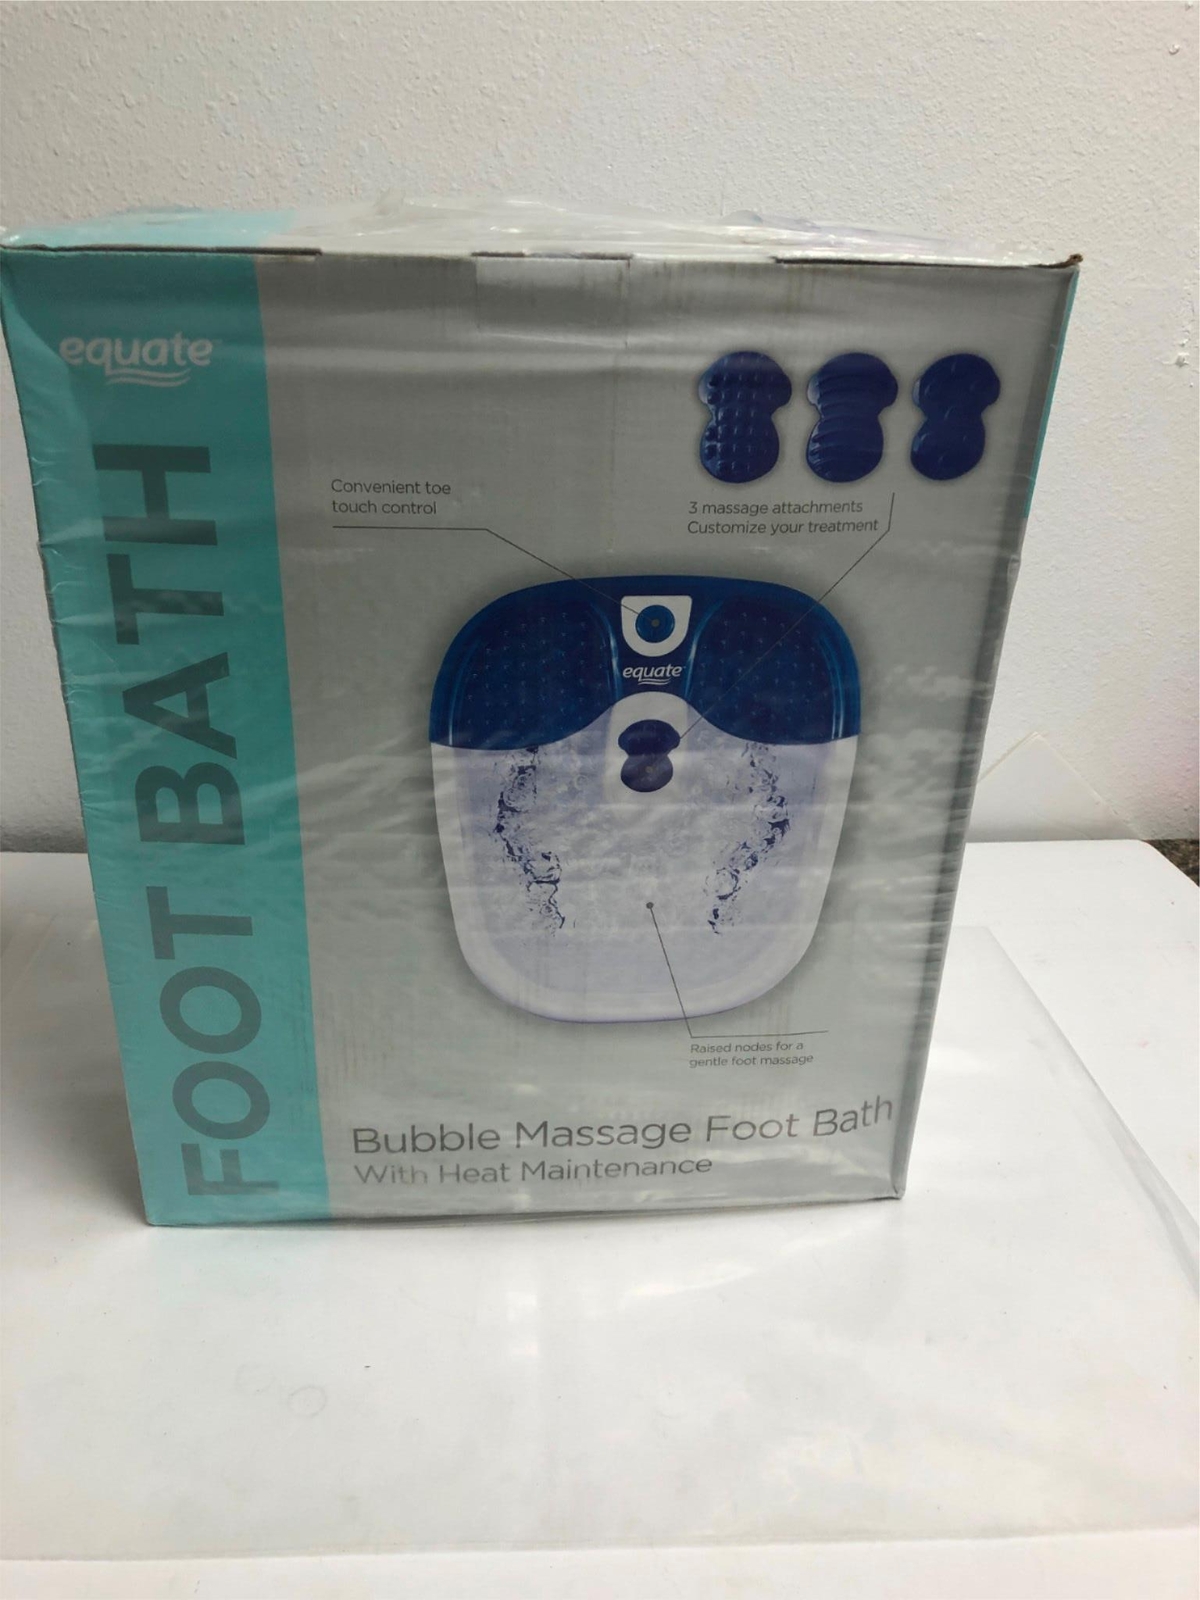 equate
FOOT BATH
Convenient toe
touch control
3 massage attachments
Customize your treatment
equate
Raised nodes for a
gentle foot massage
Bubble Massage Foot Bath
With Heat Maintenance